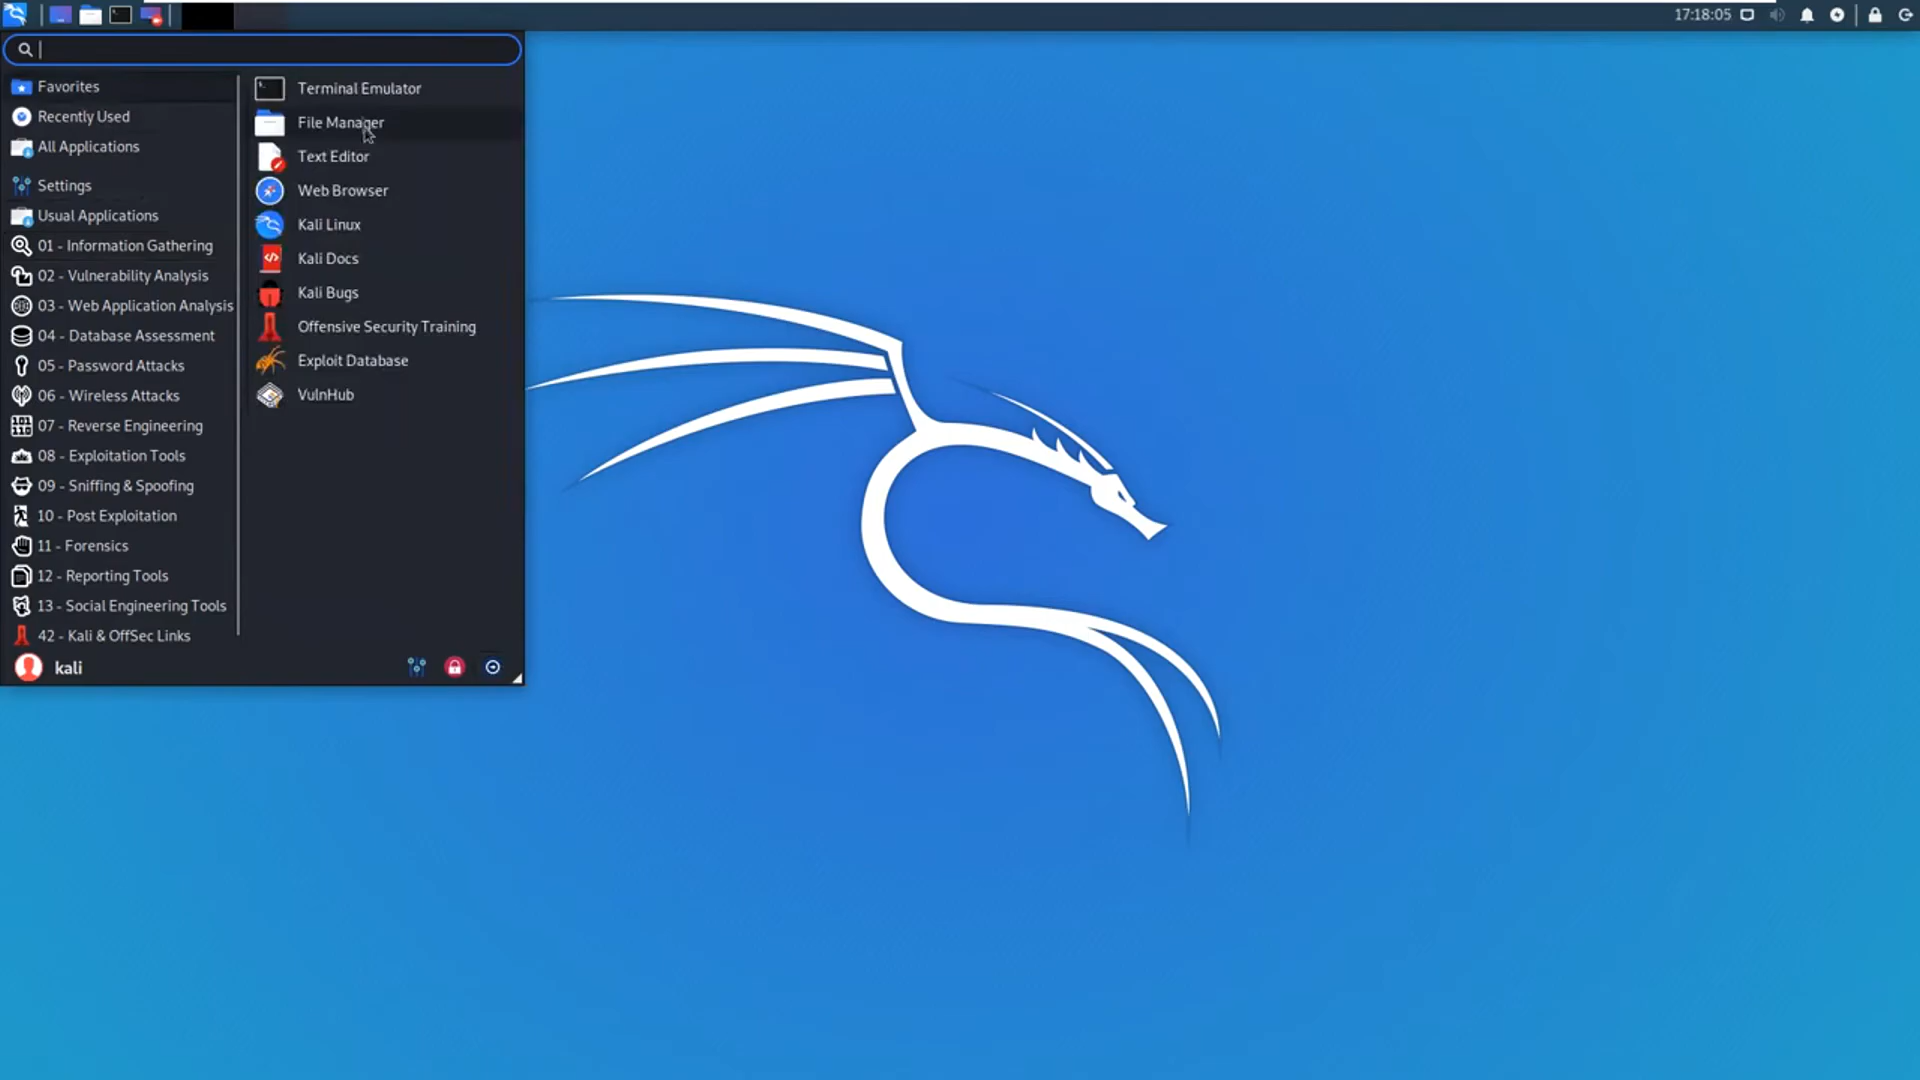 17:18:05
Favorites
Recently Used
All Applications
Settings
Usual Applications
01 - Information Gathering
02 - Vulnerability Analysis
03 - Web Application Analysis
04 - Database Assessment
05 - Password Attacks
06 - Wireless Attacks
07 - Reverse Engineering
08 - Exploitation Tools
09 - Sniffing & Spoofing
10 - Post Exploitation
11 - Forensics
12 - Reporting Tools
13 - Social Engineering Tools
42 - Kali & OffSec Links
Terminal Emulator
File Manager
Text Editor
Web Browser
Kali Linux
Kali Docs
Kali Bugs
Offensive Security Training
Exploit Database
VulnHub
kali